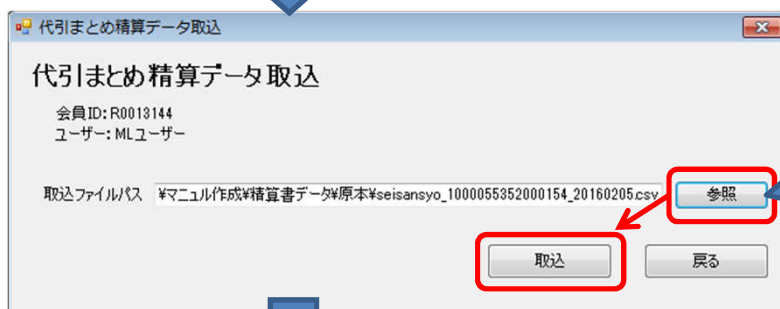 代引まとめ精算データ取込
代引まとめ精算データ取込
会員ID: R0013144
ユーザー: MLユーザー
取込ファイルパス ¥マニュル作成¥精算書データ¥原本¥seisansyo_1000055352000154_20160205.csv 参照
取込 戻る